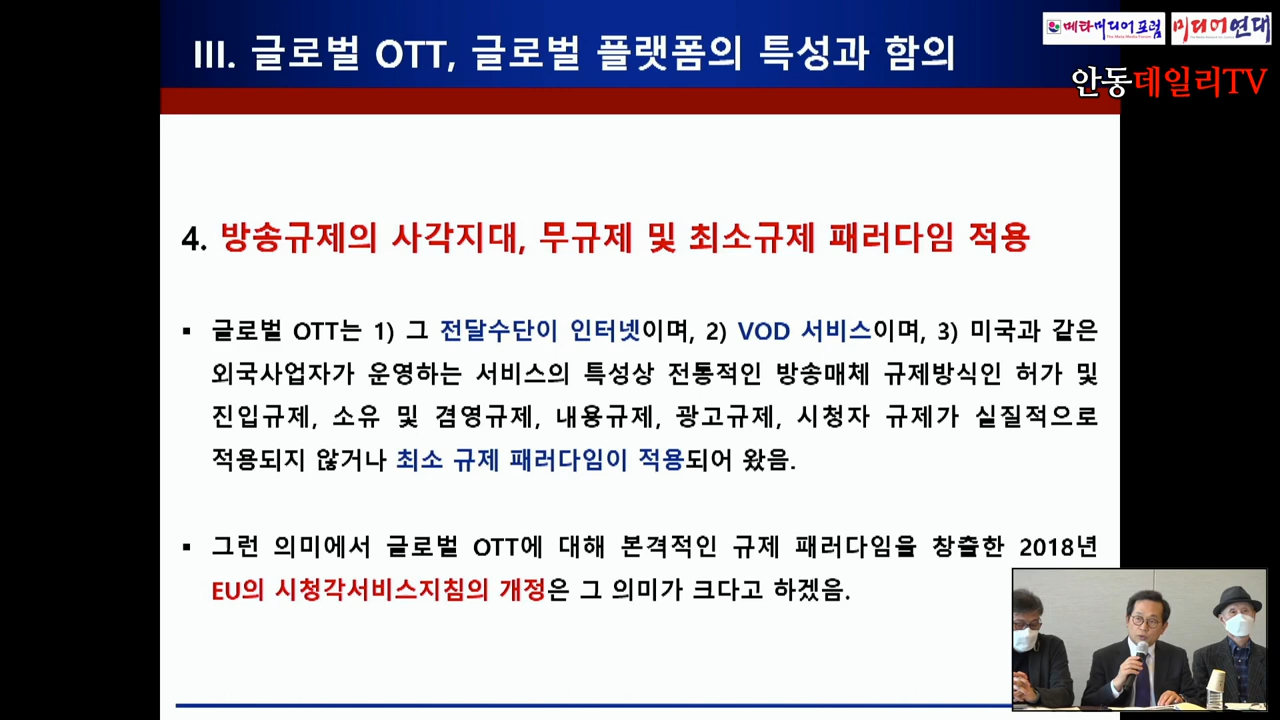 III. 글로벌 OTT, 글로벌 플랫폼의 특성과 함의
메타미디어포럼
미디어연대
안동데일리TV
4. 방송규제의 사각지대, 무규제 및 최소규제 패러다임 적용
▪ 글로벌 OTT는 1) 그 전달수단이 인터넷이며, 2) VOD 서비스이며, 3) 미국과 같은
외국사업자가 운영하는 서비스의 특성상 전통적인 방송매체 규제방식인 허가 및
진입규제, 소유 및 겸영규제, 내용규제, 광고규제, 시청자 규제가 실질적으로
적용되지 않거나 최소 규제 패러다임이 적용되어 왔음.
▪ 그런 의미에서 글로벌 OTT에 대해 본격적인 규제 패러다임을 창출한 2018년
EU의 시청각서비스지침의 개정은 그 의미가 크다고 하겠음.